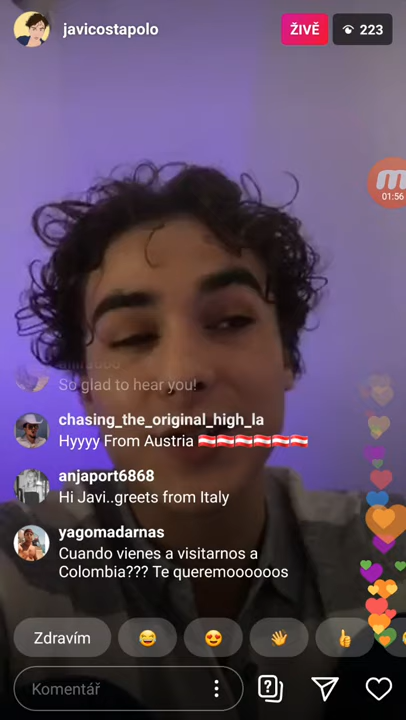 javicostapolo
ŽIVĚ
223
01:56
So glad to hear you!
chasing_the_original_high_la
Hyyyy From Austria 🇦🇹🇦🇹🇦🇹🇦🇹🇦🇹🇦🇹
anjaport6868
Hi Javi..greets from Italy
yagomadarnas
Cuando vienes a visitarnos a
Colombia??? Te queremoooooos
Zdravím
Komentář